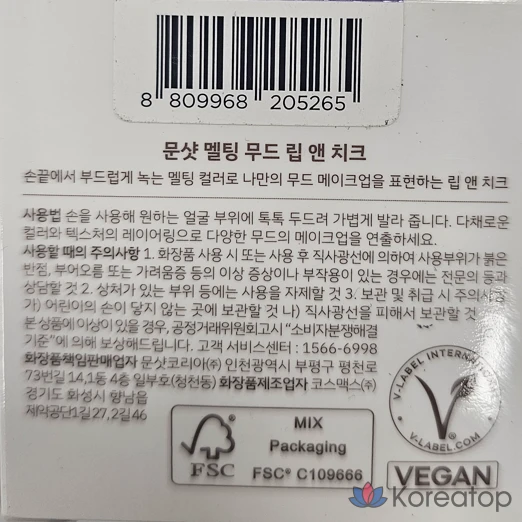 8 809968 205265
문샷 멜팅 무드 립 앤 치크
손끝에서 부드럽게 녹는 멜팅 컬러로 나만의 무드 메이크업을 표현하는 립 앤 치크
사용법 손을 사용해 원하는 얼굴 부위에 톡톡 두드려 가볍게 발라 줍니다. 다채로운
컬러와 텍스처의 레이어링으로 다양한 무드의 메이크업을 연출하세요.
사용할 때의 주의사항 1. 화장품 사용 시 또는 사용 후 직사광선에 의하여 사용부위가 붉은
반점, 부어오름 또는 가려움증 등의 이상 증상이나 부작용이 있는 경우에는 전문의 등과
상담할 것 2. 상처가 있는 부위 등에는 사용을 자제할 것 3. 보관 및 취급 시 주의사항
가) 어린이의 손이 닿지 않는 곳에 보관할 것 나) 직사광선을 피해서 보관할 것
본 상품에 이상이 있을 경우, 공정거래위원회고시 "소비자분쟁해결
기준"에 의해 보상해드립니다. 고객 서비스센터 : 1566-6998
화장품책임판매업자 문샷코리아(주) 인천광역시 부평구 평천로
73번길 14,1동 4층 일부호(청천동) 화장품제조업자 코스맥스(주)
경기도 화성시 향남읍
제약공단1길27,2길46
FSC
MIX
Packaging
FSC® C109666
V-LABEL INTERNATIONAL
V-LABEL.COM
VEGAN
Koreatop